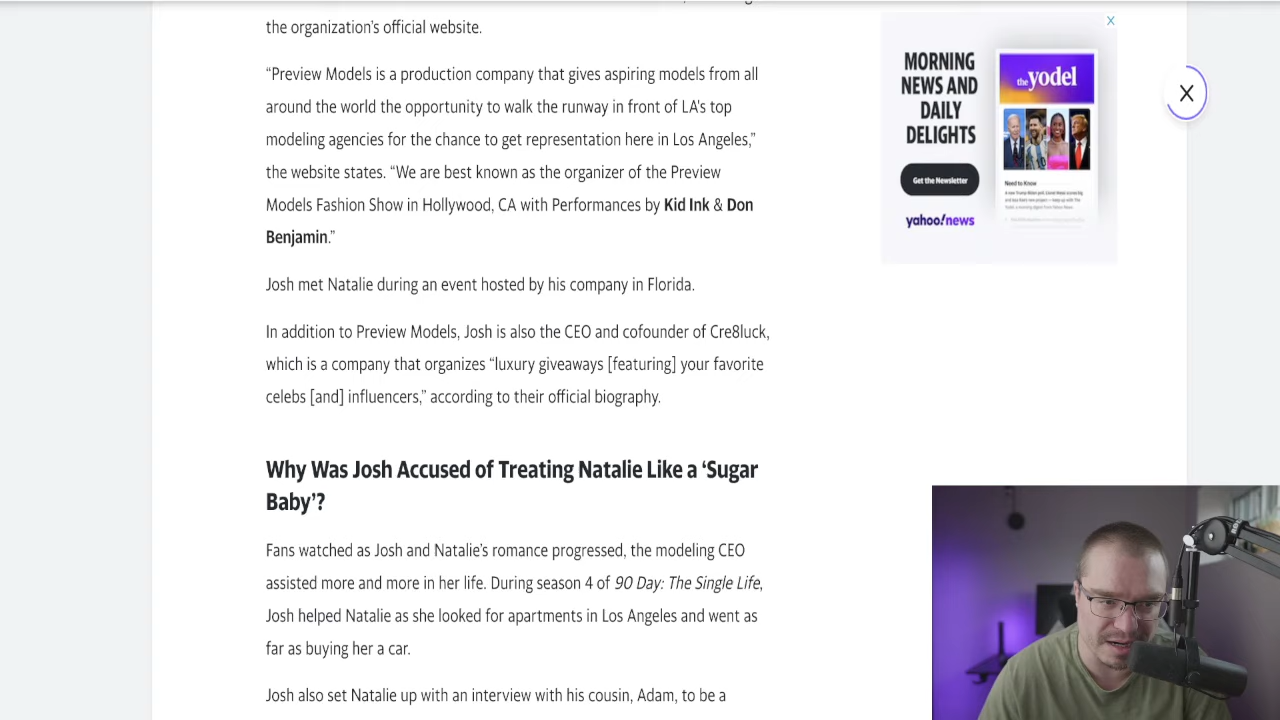 the organization's official website.
“Preview Models is a production company that gives aspiring models from all
around the world the opportunity to walk the runway in front of LA's top
modeling agencies for the chance to get representation here in Los Angeles,”
the website states. “We are best known as the organizer of the Preview
Models Fashion Show in Hollywood, CA with Performances by Kid Ink & Don
Benjamin.”
Josh met Natalie during an event hosted by his company in Florida.
In addition to Preview Models, Josh is also the CEO and cofounder of Cre8luck,
which is a company that organizes “luxury giveaways [featuring] your favorite
celebs [and] influencers,” according to their official biography.
Why Was Josh Accused of Treating Natalie Like a ‘Sugar
Baby’?
Fans watched as Josh and Natalie’s romance progressed, the modeling CEO
assisted more and more in her life. During season 4 of 90 Day: The Single Life,
Josh helped Natalie as she looked for apartments in Los Angeles and went as
far as buying her a car.
Josh also set Natalie up with an interview with his cousin, Adam, to be a
X
MORNING
NEWS AND
DAILY
DELIGHTS
Get the Newsletter
yahoo!news
the yodel
Need to Know
X